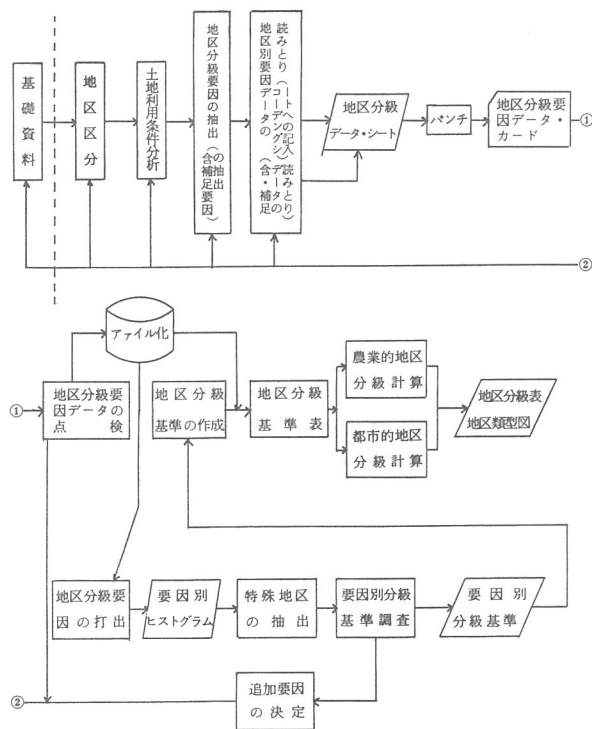 基礎資料
地区区分
土地利用条件分析
地区分級要因の抽出
(含補足要因)の抽出
地区別要因データの
読みとり(コーデングシートへの記入)
(含・補足データの読みとり)
地区分級
データ・シート
パンチ
地区分級要
因データ・
カード
①
②
ファイル化
①
地区分級要
因データの
点検
地区分級
基準の作成
地区分級
基準表
農業的地区
分級計算
都市的地区
分級計算
地区分級表
地区類型図
地区分級要
因の打出
要因別
ヒストグラム
特殊地区
の抽出
要因別分級
基準調査
要因別
分級基準
②
追加要因
の決定